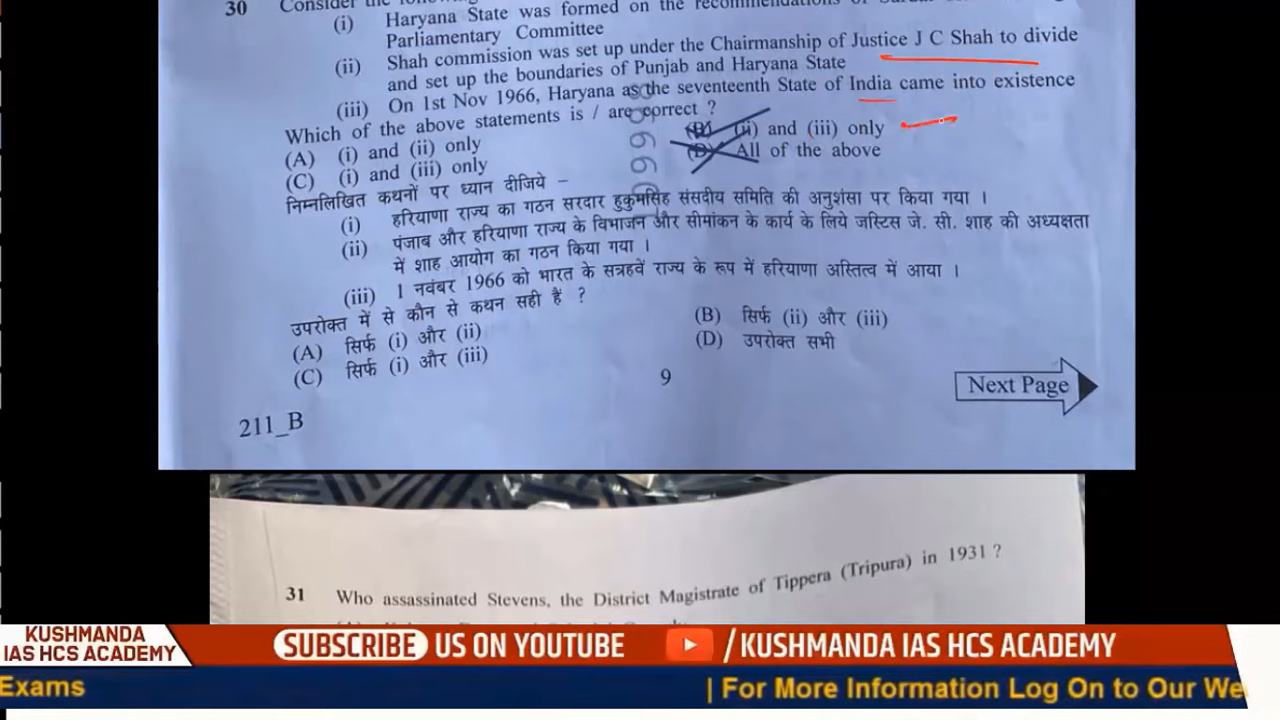 30 Consider the
(i) Haryana State was formed on the recommendations of
Parliamentary Committee
(ii) Shah commission was set up under the Chairmanship of Justice J C Shah to divide
and set up the boundaries of Punjab and Haryana State
(iii) On 1st Nov 1966, Haryana as the seventeenth State of India came into existence
Which of the above statements is / are correct ?
(A) (i) and (ii) only
(B) (ii) and (iii) only
(C) (i) and (iii) only
(D) All of the above
निम्नलिखित कथनों पर ध्यान दीजिये –
(i) हरियाणा राज्य का गठन सरदार हुकुमसिंह संसदीय समिति की अनुशंसा पर किया गया ।
(ii) पंजाब और हरियाणा राज्य के विभाजन और सीमांकन के कार्य के लिये जस्टिस जे. सी. शाह की अध्यक्षता
में शाह आयोग का गठन किया गया ।
(iii) 1 नवंबर 1966 को भारत के सत्रहवें राज्य के रूप में हरियाणा अस्तित्व में आया ।
उपरोक्त में से कौन से कथन सही हैं ?
(A) सिर्फ (i) और (ii)
(B) सिर्फ (ii) और (iii)
(C) सिर्फ (i) और (iii)
(D) उपरोक्त सभी
9
Next Page
211_B
31 Who assassinated Stevens, the District Magistrate of Tippera (Tripura) in 1931 ?
KUSHMANDA
IAS HCS ACADEMY
SUBSCRIBE US ON YOUTUBE
/KUSHMANDA IAS HCS ACADEMY
Exams
| For More Information Log On to Our We